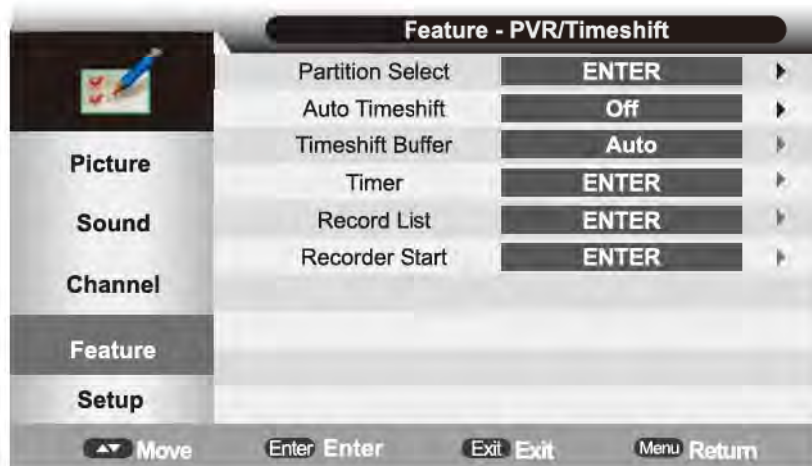 Feature - PVR/Timeshift
Partition Select ENTER
Auto Timeshift Off
Timeshift Buffer Auto
Timer ENTER
Record List ENTER
Recorder Start ENTER
Picture
Sound
Channel
Feature
Setup
Move Enter Enter Exit Exit Menu Return